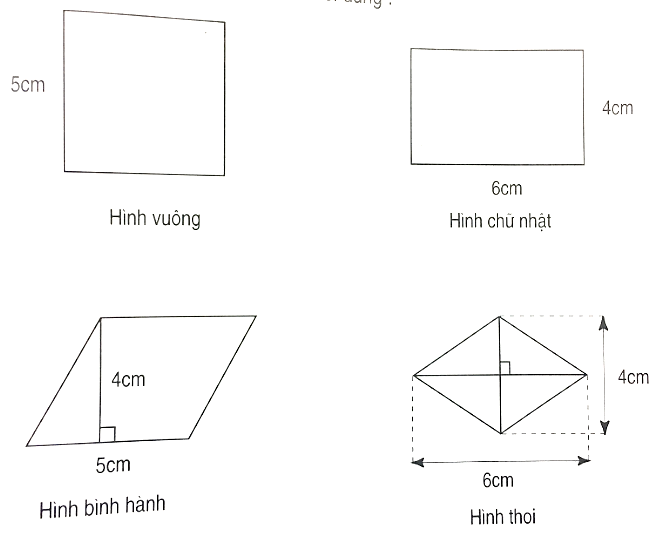 5cm
Hình vuông
4cm
6cm
Hình chữ nhật
4cm
5cm
Hình bình hành
4cm
6cm
Hình thoi